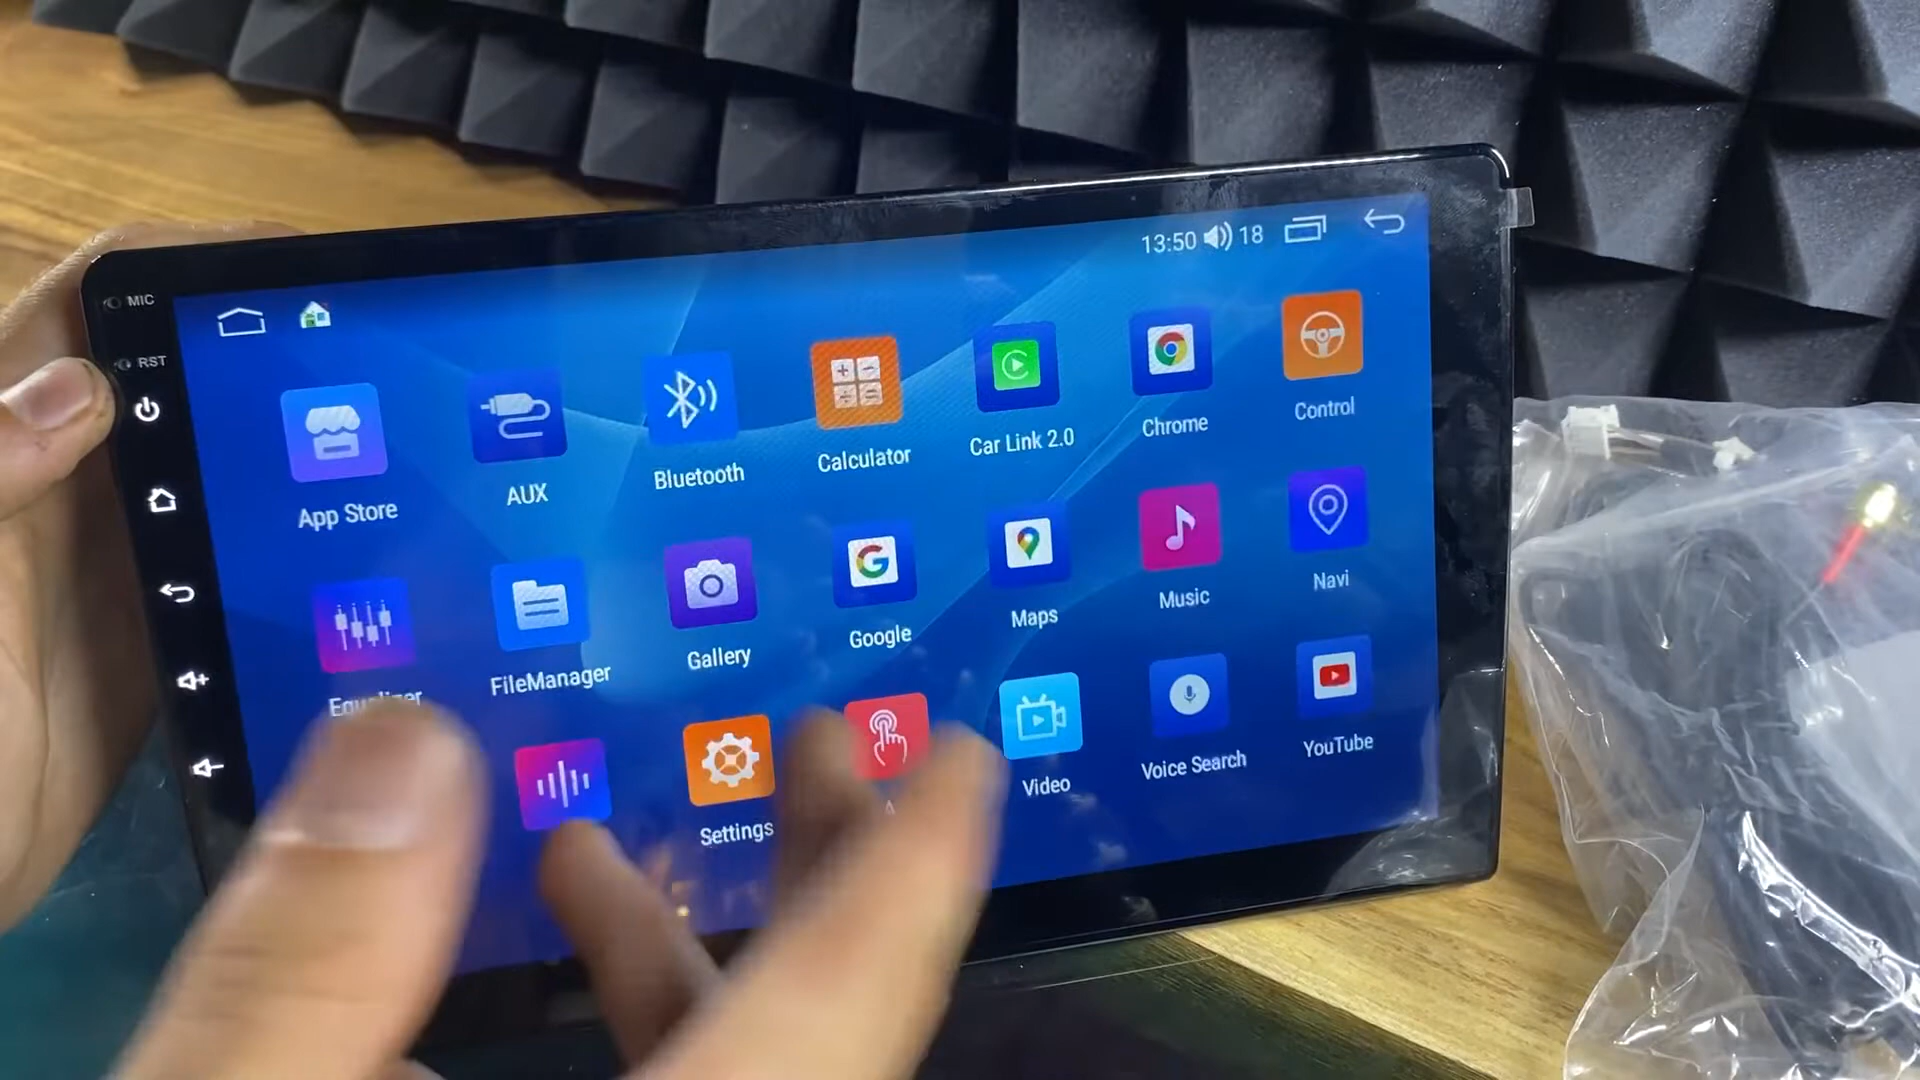 13:50 18
MIC
RST
App Store
AUX
Bluetooth
Calculator
Car Link 2.0
Chrome
Control
Equalizer
FileManager
Gallery
Google
Maps
Music
Navi
Settings
Video
Voice Search
YouTube